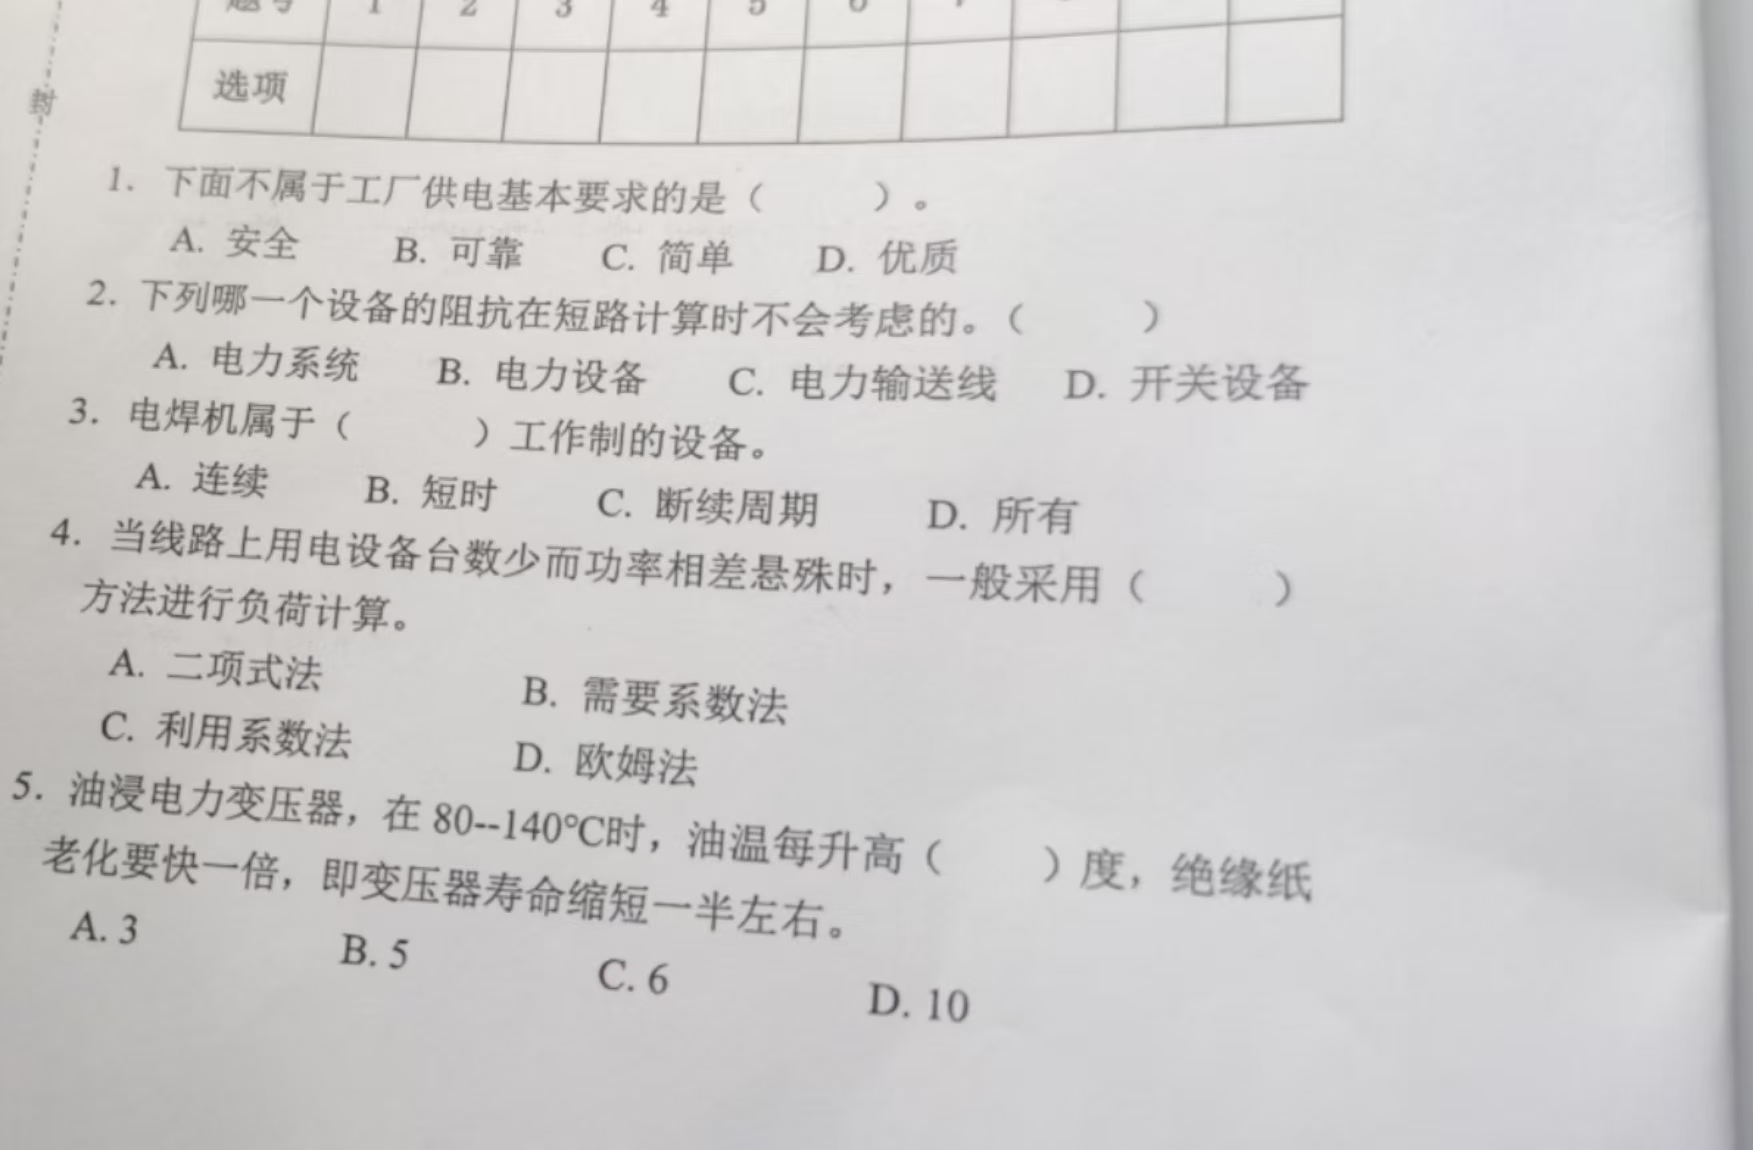 题号 1 2 3 4 5
选项
封
1. 下面不属于工厂供电基本要求的是（ ）。
A. 安全 B. 可靠 C. 简单 D. 优质
2. 下列哪一个设备的阻抗在短路计算时不会考虑的。（ ）
A. 电力系统 B. 电力设备 C. 电力输送线 D. 开关设备
3. 电焊机属于（ ）工作制的设备。
A. 连续 B. 短时 C. 断续周期 D. 所有
4. 当线路上用电设备台数少而功率相差悬殊时，一般采用（ ）
方法进行负荷计算。
A. 二项式法 B. 需要系数法
C. 利用系数法 D. 欧姆法
5. 油浸电力变压器，在 80--140℃时，油温每升高（ ）度，绝缘纸
老化要快一倍，即变压器寿命缩短一半左右。
A. 3 B. 5 C. 6 D. 10